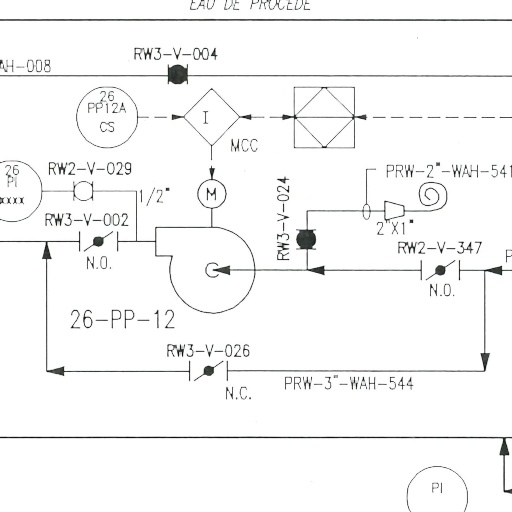 EAU DE PROCÉDÉ
RW3-V-004
AH-008
26
PP12A
CS
I
MCC
26
PI
xxxx
RW2-V-029
1/2"
M
RW3-V-024
PRW-2"-WAH-541
2"X1"
RW3-V-002
N.O.
RW2-V-347
N.O.
P
C
26-PP-12
RW3-V-026
N.C.
PRW-3"-WAH-544
PI